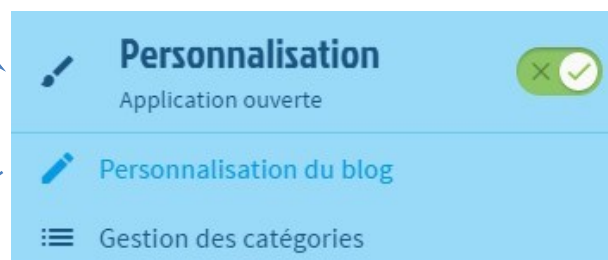 Personnalisation
Application ouverte
Personnalisation du blog
Gestion des catégories